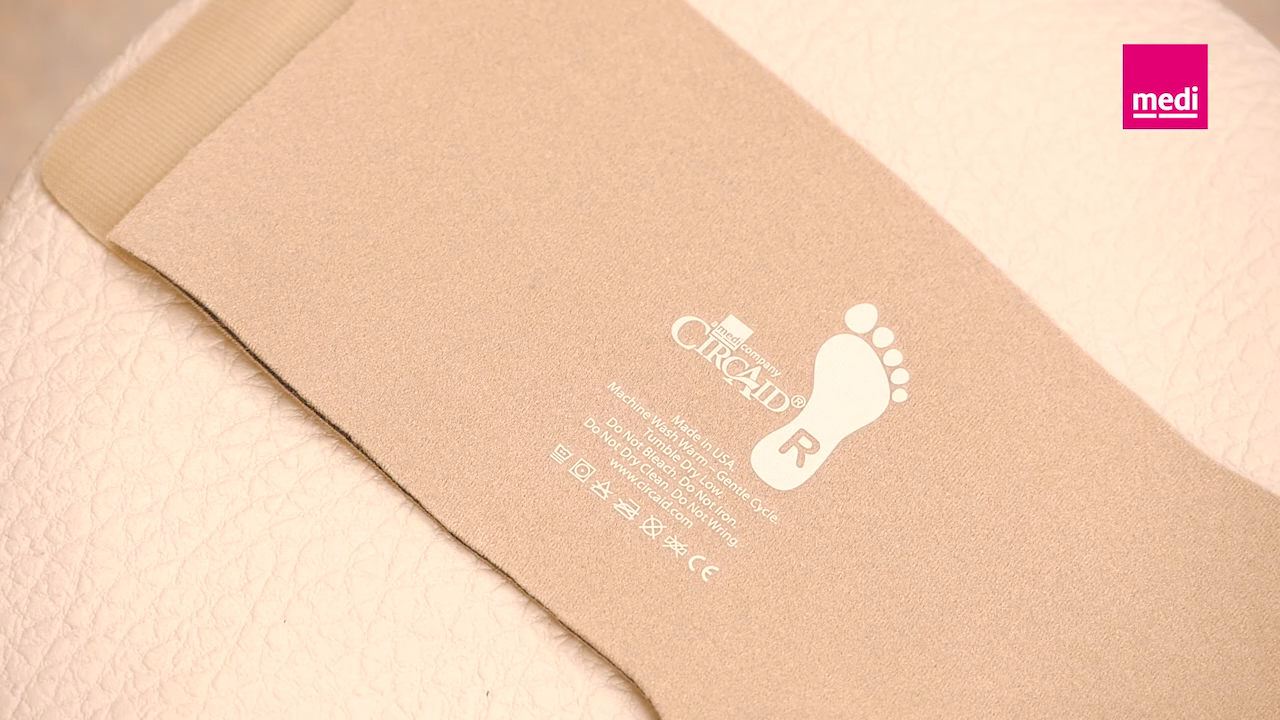 medi
medi company
CIRCAID®
R
Made in USA.
Machine Wash Warm – Gentle Cycle
Tumble Dry Low.
Do Not Bleach. Do Not Iron.
Do Not Dry Clean. Do Not Wring.
www.circaid.com
CE